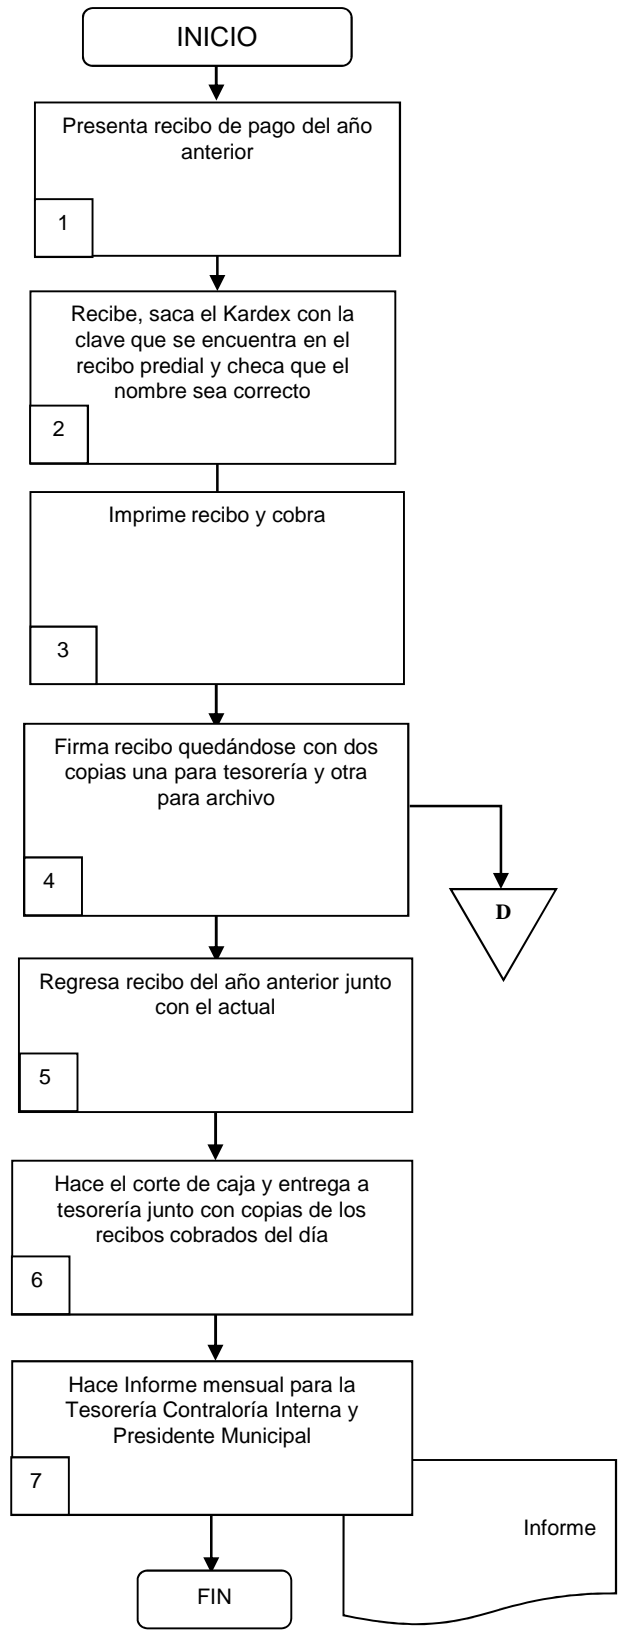 INICIO
Presenta recibo de pago del año
anterior
1
Recibe, saca el Kardex con la
clave que se encuentra en el
recibo predial y checa que el
nombre sea correcto
2
Imprime recibo y cobra
3
Firma recibo quedándose con dos
copias una para tesorería y otra
para archivo
4
D
Regresa recibo del año anterior junto
con el actual
5
Hace el corte de caja y entrega a
tesorería junto con copias de los
recibos cobrados del día
6
Hace Informe mensual para la
Tesorería Contraloría Interna y
Presidente Municipal
7
Informe
FIN